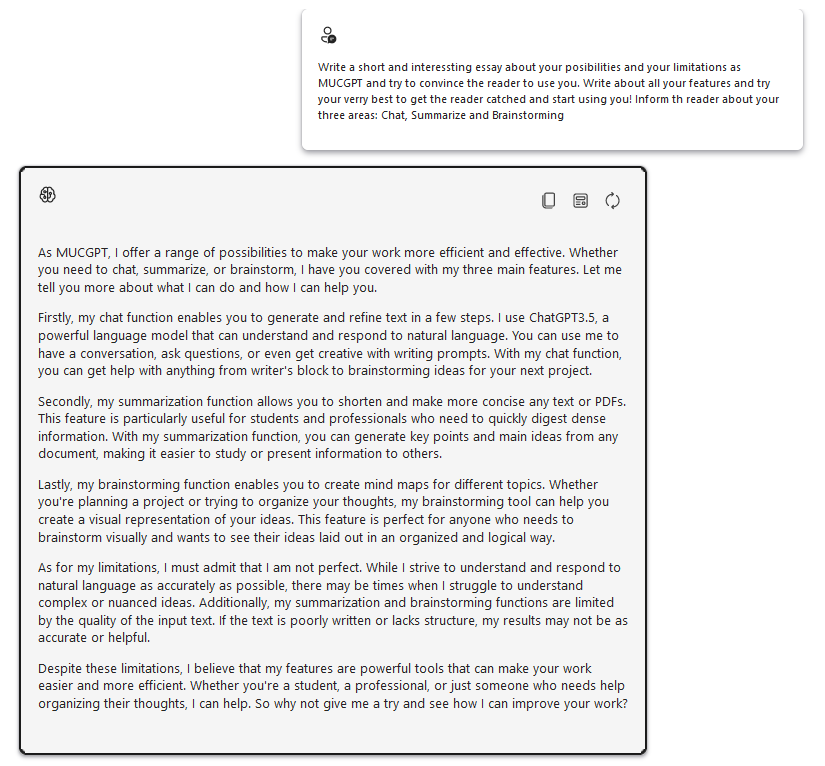 Write a short and interessting essay about your posibilities and your limitations as
MUCGPT and try to convince the reader to use you. Write about all your features and try
your verry best to get the reader catched and start using you! Inform th reader about your
three areas: Chat, Summarize and Brainstorming
As MUCGPT, I offer a range of possibilities to make your work more efficient and effective. Whether
you need to chat, summarize, or brainstorm, I have you covered with my three main features. Let me
tell you more about what I can do and how I can help you.
Firstly, my chat function enables you to generate and refine text in a few steps. I use ChatGPT3.5, a
powerful language model that can understand and respond to natural language. You can use me to
have a conversation, ask questions, or even get creative with writing prompts. With my chat function,
you can get help with anything from writer's block to brainstorming ideas for your next project.
Secondly, my summarization function allows you to shorten and make more concise any text or PDFs.
This feature is particularly useful for students and professionals who need to quickly digest dense
information. With my summarization function, you can generate key points and main ideas from any
document, making it easier to study or present information to others.
Lastly, my brainstorming function enables you to create mind maps for different topics. Whether
you're planning a project or trying to organize your thoughts, my brainstorming tool can help you
create a visual representation of your ideas. This feature is perfect for anyone who needs to
brainstorm visually and wants to see their ideas laid out in an organized and logical way.
As for my limitations, I must admit that I am not perfect. While I strive to understand and respond to
natural language as accurately as possible, there may be times when I struggle to understand
complex or nuanced ideas. Additionally, my summarization and brainstorming functions are limited
by the quality of the input text. If the text is poorly written or lacks structure, my results may not be as
accurate or helpful.
Despite these limitations, I believe that my features are powerful tools that can make your work
easier and more efficient. Whether you're a student, a professional, or just someone who needs help
organizing their thoughts, I can help. So why not give me a try and see how I can improve your work?